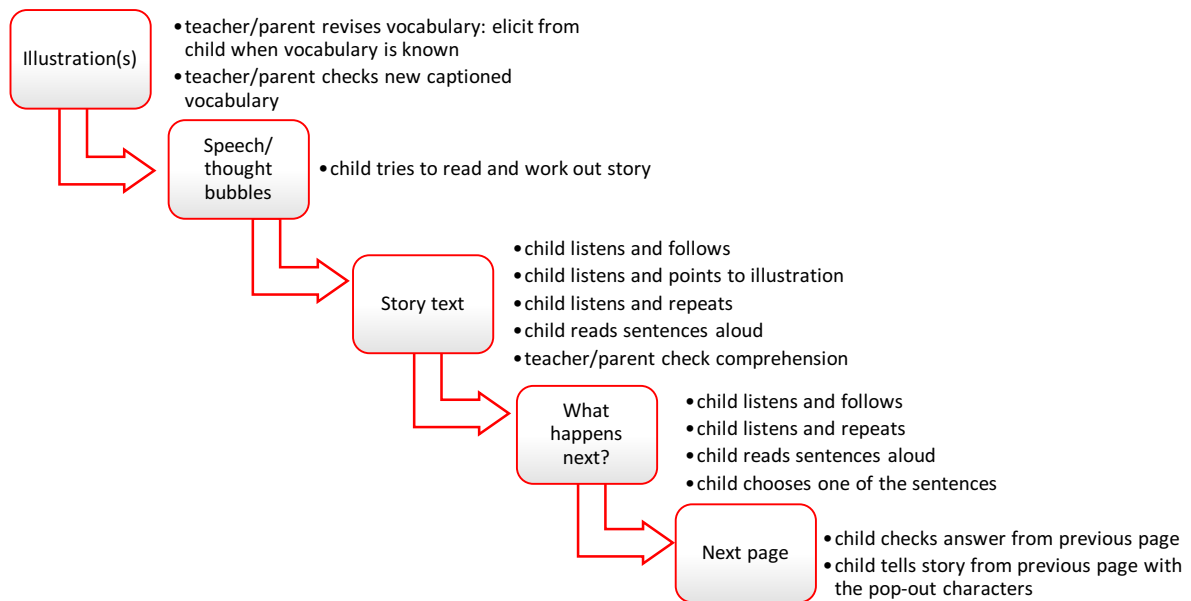 Illustration(s)
•teacher/parent revises vocabulary: elicit from
child when vocabulary is known
•teacher/parent checks new captioned
vocabulary
Speech/
thought
bubbles
•child tries to read and work out story
Story text
•child listens and follows
•child listens and points to illustration
•child listens and repeats
•child reads sentences aloud
•teacher/parent check comprehension
What
happens
next?
•child listens and follows
•child listens and repeats
•child reads sentences aloud
•child chooses one of the sentences
Next page
•child checks answer from previous page
•child tells story from previous page with
the pop-out characters